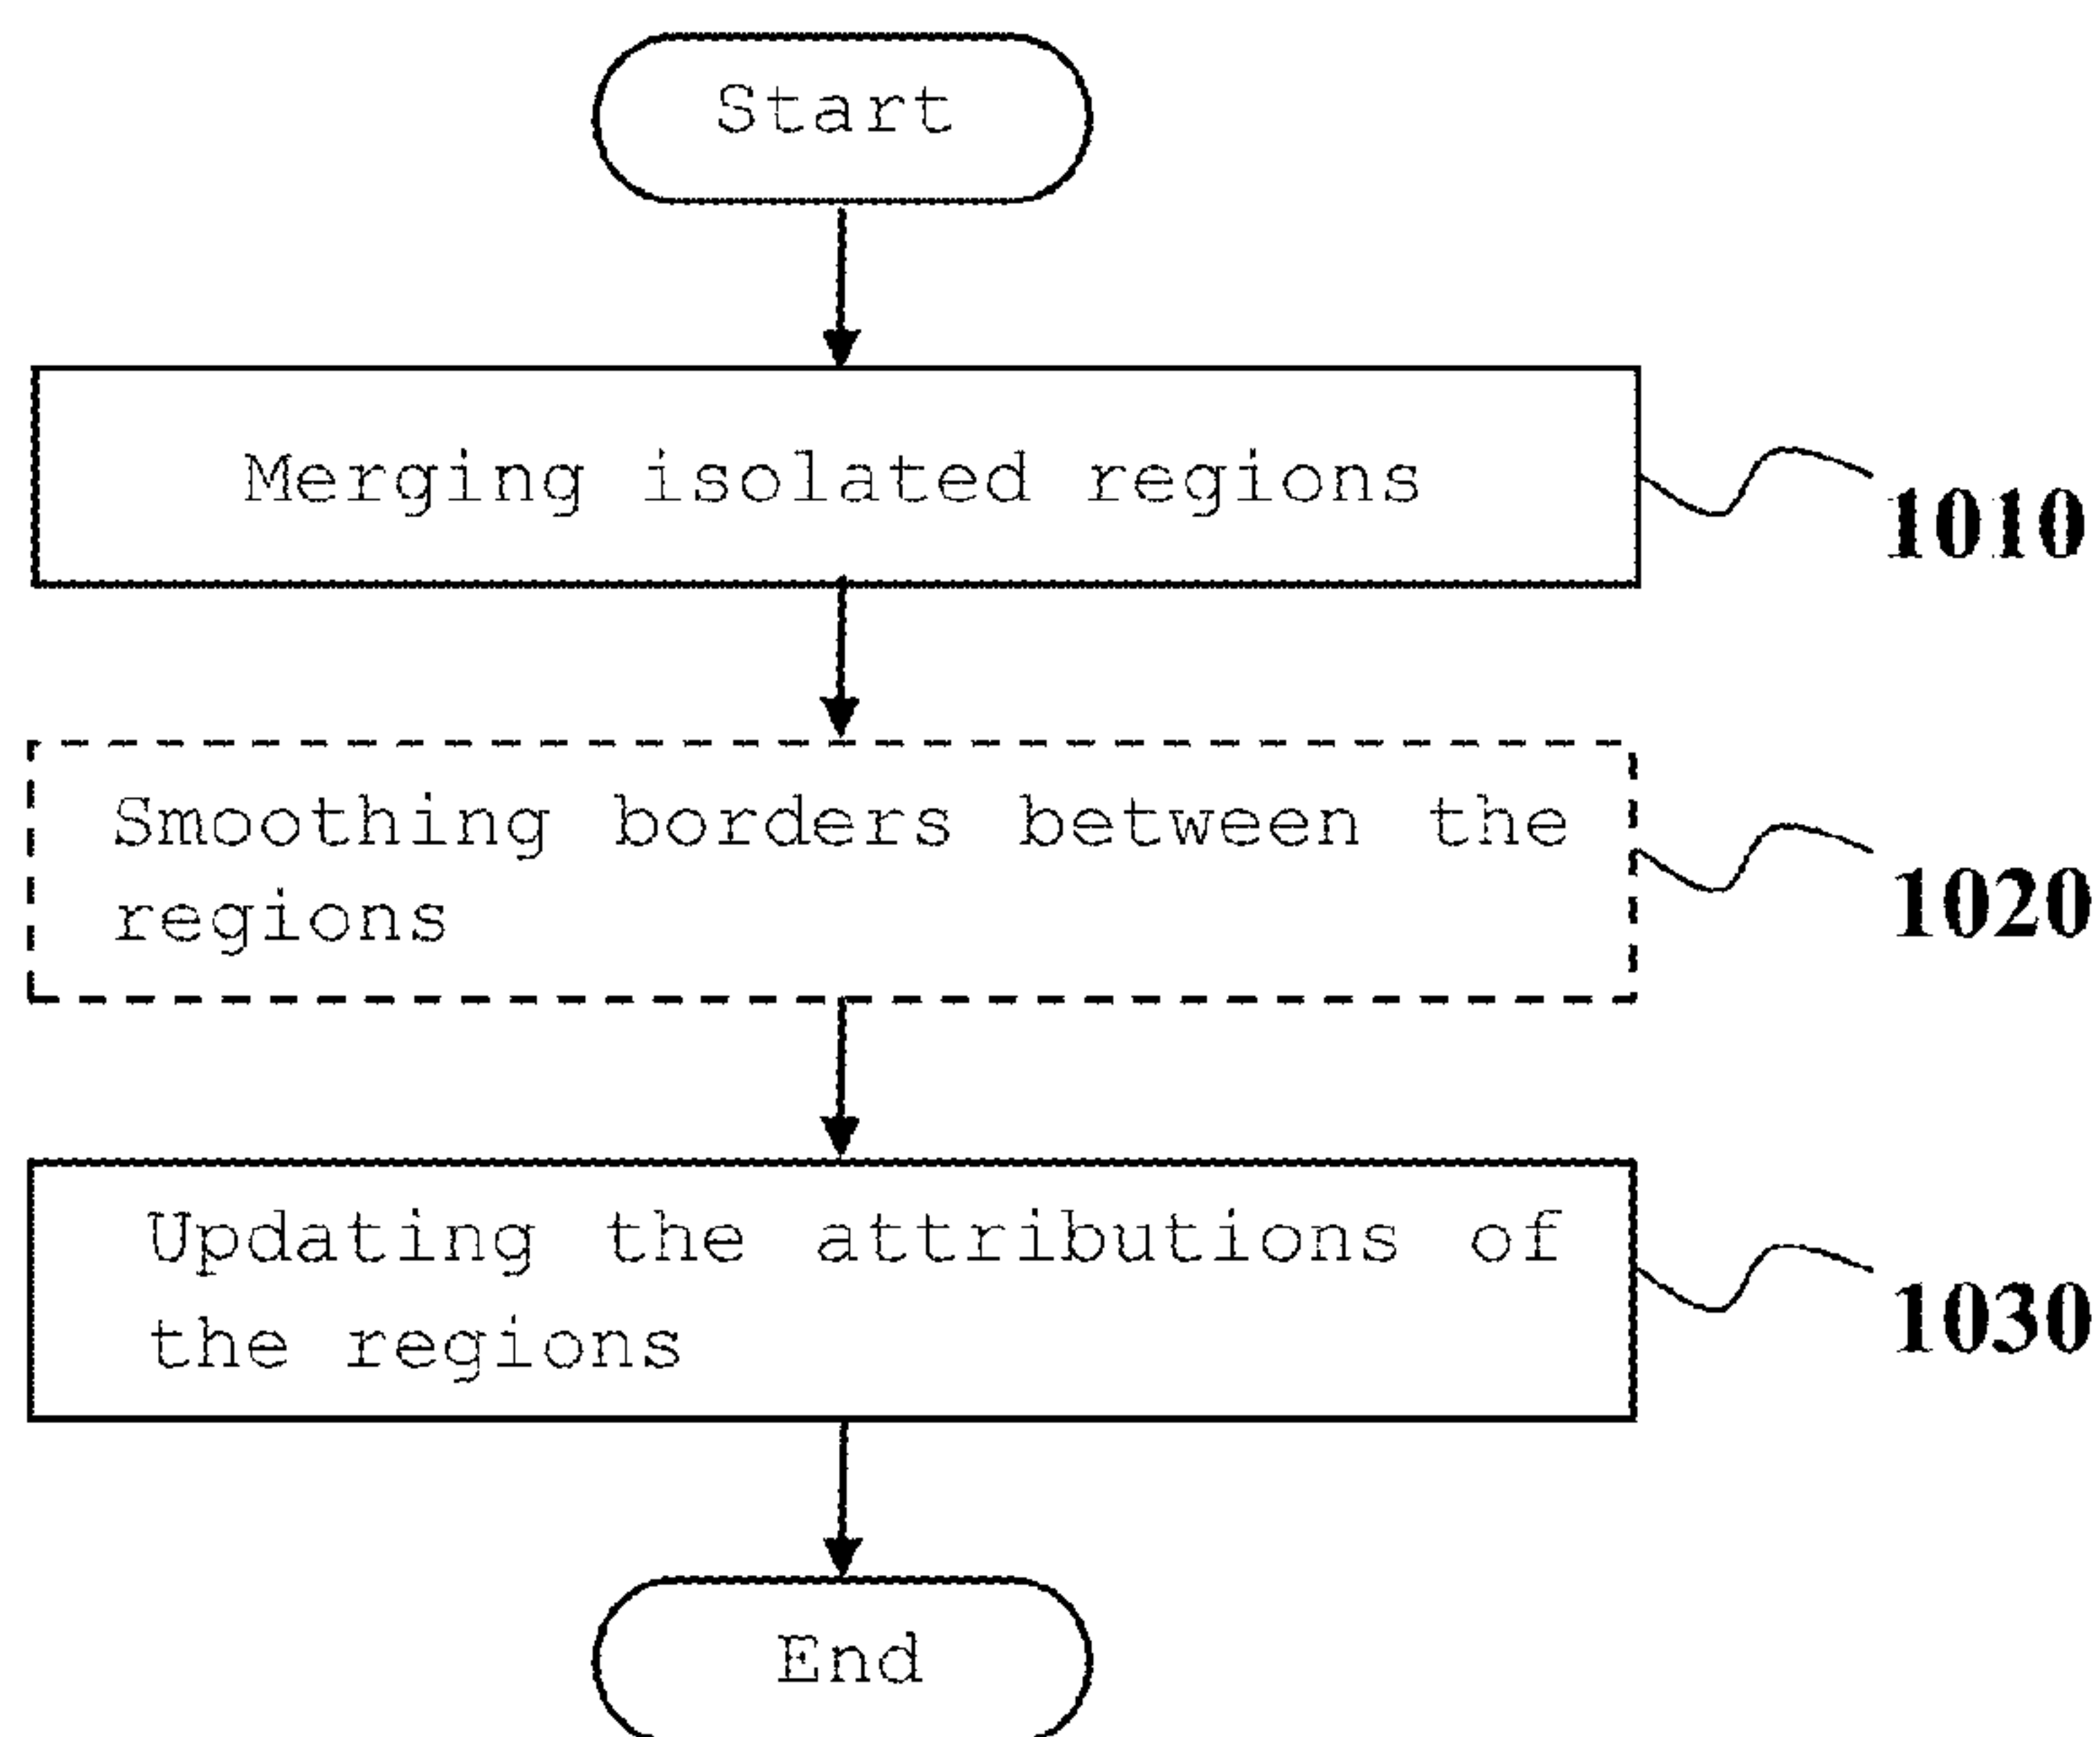 Start
Merging isolated regions
1010
Smoothing borders between the
regions
1020
Updating the attributions of
the regions
1030
End